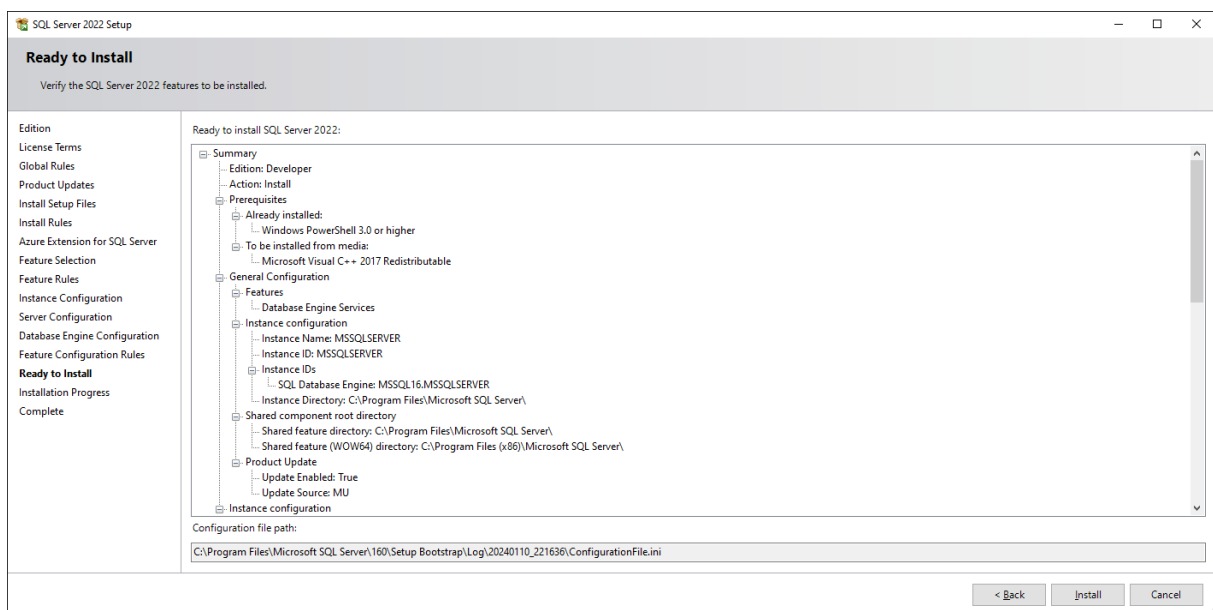 SQL Server 2022 Setup
Ready to Install
Verify the SQL Server 2022 features to be installed.
Edition
License Terms
Global Rules
Product Updates
Install Setup Files
Install Rules
Azure Extension for SQL Server
Feature Selection
Feature Rules
Instance Configuration
Server Configuration
Database Engine Configuration
Feature Configuration Rules
Ready to Install
Installation Progress
Complete
Ready to install SQL Server 2022:
Summary
Edition: Developer
Action: Install
Prerequisites
Already installed:
Windows PowerShell 3.0 or higher
To be installed from media:
Microsoft Visual C++ 2017 Redistributable
General Configuration
Features
Database Engine Services
Instance configuration
Instance Name: MSSQLSERVER
Instance ID: MSSQLSERVER
Instance IDs
SQL Database Engine: MSSQL16.MSSQLSERVER
Instance Directory: C:\Program Files\Microsoft SQL Server\
Shared component root directory
Shared feature directory: C:\Program Files\Microsoft SQL Server\
Shared feature (WOW64) directory: C:\Program Files (x86)\Microsoft SQL Server\
Product Update
Update Enabled: True
Update Source: MU
Instance configuration
Configuration file path:
C:\Program Files\Microsoft SQL Server\160\Setup Bootstrap\Log\20240110_221636\ConfigurationFile.ini
< Back Install Cancel